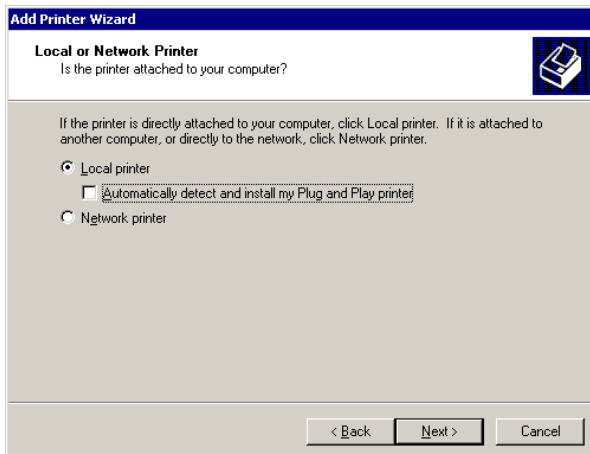 Add Printer Wizard
Local or Network Printer
Is the printer attached to your computer?
If the printer is directly attached to your computer, click Local printer. If it is attached to
another computer, or directly to the network, click Network printer.
Local printer
Automatically detect and install my Plug and Play printer
Network printer
< Back
Next >
Cancel